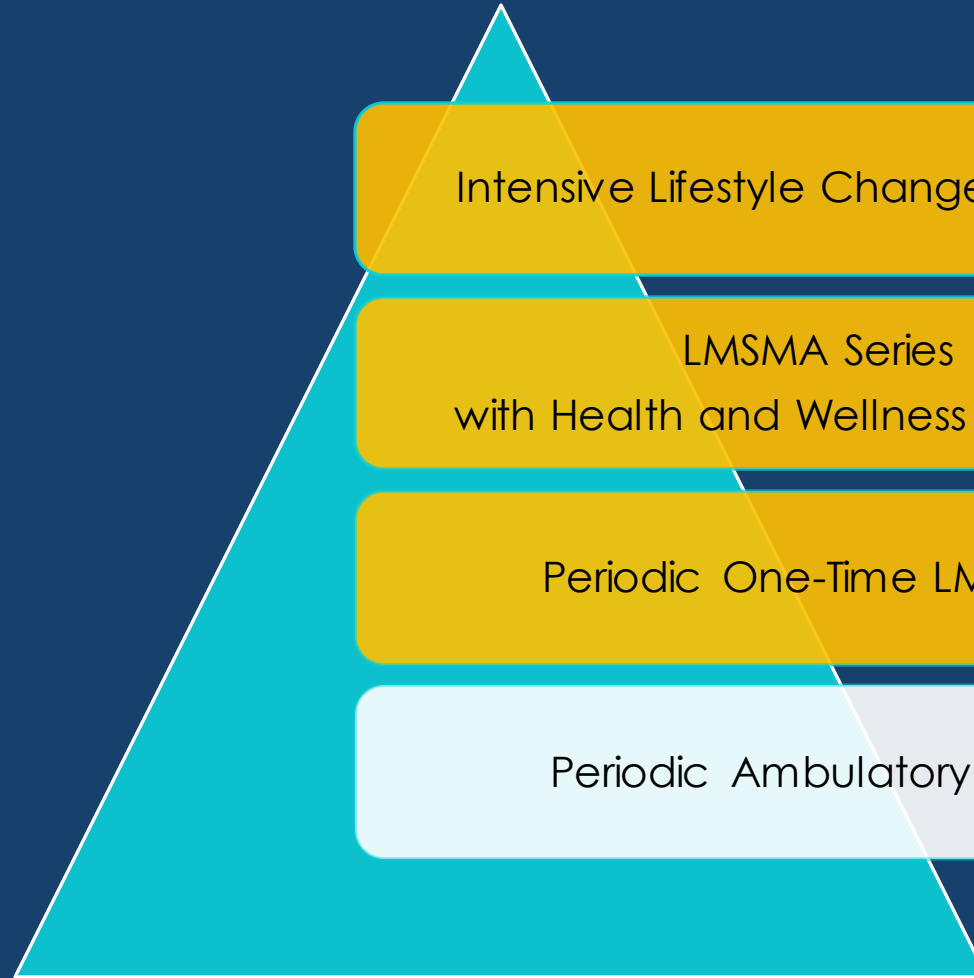 Intensive Lifestyle Change
LMSMA Series
with Health and Wellness
Periodic One-Time
Periodic Ambulatory